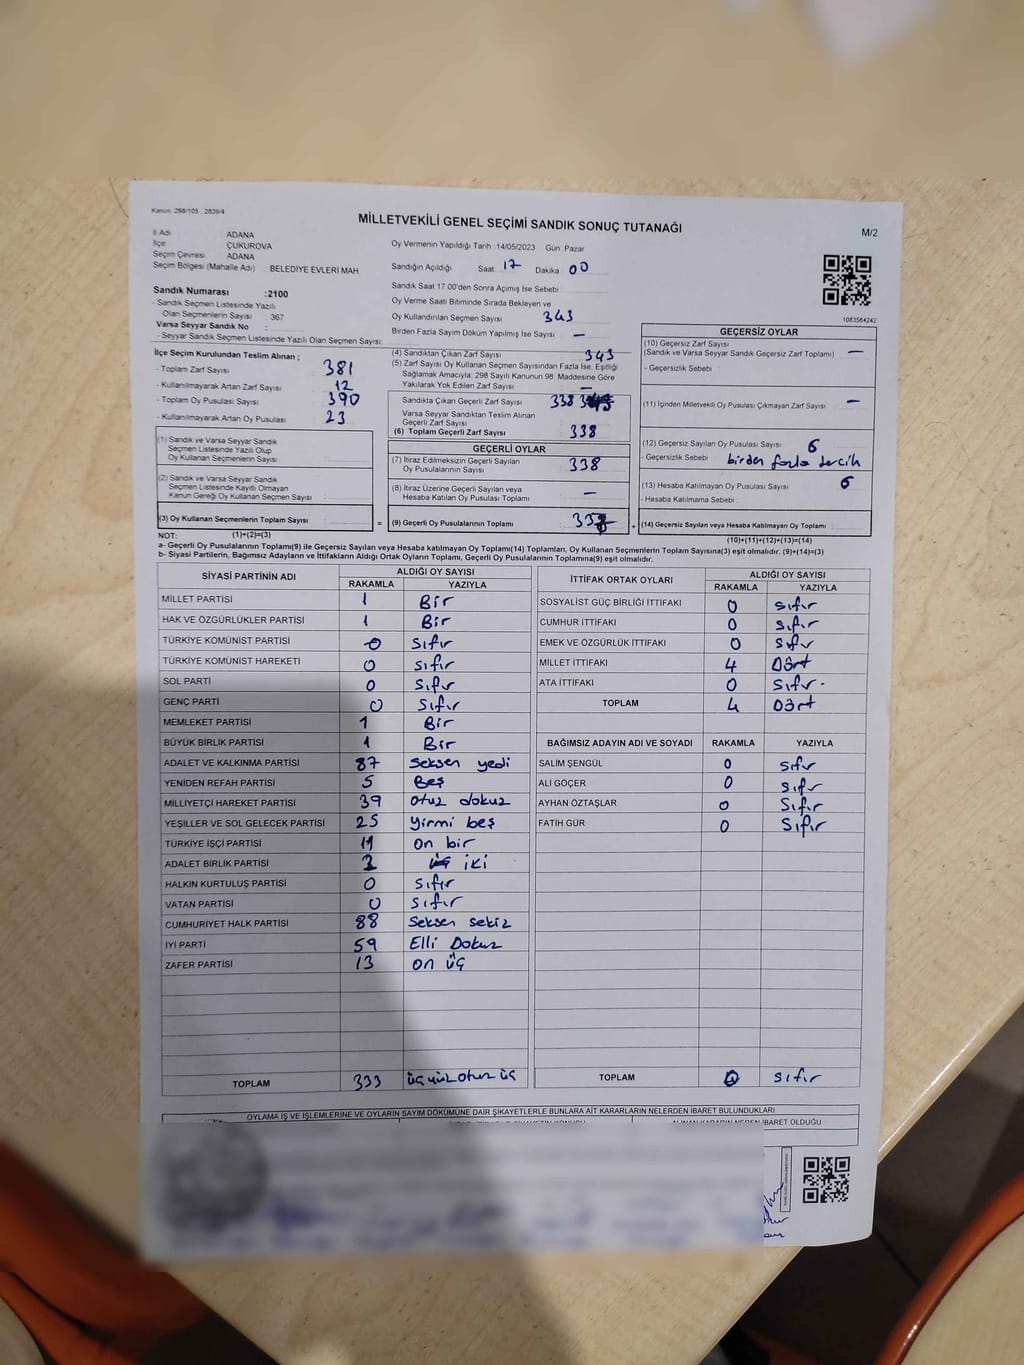 Kanun: 298/105 , 2839/4
MİLLETVEKİLİ GENEL SEÇİMİ SANDIK SONUÇ TUTANAĞI
M/2
İl Adı ADANA
İlçe ÇUKUROVA
Seçim Çevresi ADANA
Seçim Bölgesi (Mahalle Adı) BELEDİYE EVLERİ MAH
Oy Vermenin Yapıldığı Tarih :14/05/2023 Gün: Pazar
Sandığın Açıldığı Saat 17 Dakika 00
Sandık Saat 17:00'den Sonra Açımış İse Sebebi
Oy Verme Saati Bitiminde Sırada Bekleyen ve
Oy Kullandırılan Seçmen Sayısı 343
Birden Fazla Sayım Döküm Yapılmış İse Sayısı —
Sandık Numarası :2100
- Sandık Seçmen Listesinde Yazılı
Olan Seçmenlerin Sayısı : 367
Varsa Seyyar Sandık No :
- Seyyar Sandık Seçmen Listesinde Yazılı Olan Seçmen Sayısı:
1083564242
İlçe Seçim Kurulundan Teslim Alınan ;
- Toplam Zarf Sayısı : 381
- Kullanılmayarak Artan Zarf Sayısı : 12
- Toplam Oy Pusulası Sayısı : 390
- Kullanılmayarak Artan Oy Pusulası : 23
(4) Sandıktan Çıkan Zarf Sayısı : 343
(5) Zarf Sayısı Oy Kullanan Seçmen Sayısından Fazla İse, Eşitliği
Sağlamak Amacıyla; 298 Sayılı Kanunun 98. Maddesine Göre
Yakılarak Yok Edilen Zarf Sayısı : —
Sandıkta Çıkan Geçerli Zarf Sayısı : 338
Varsa Seyyar Sandıktan Teslim Alınan
Geçerli Zarf Sayısı :
(6) Toplam Geçerli Zarf Sayısı : 338
GEÇERLİ OYLAR
(7) İtiraz Edilmeksizin Geçerli Sayılan
Oy Pusulalarının Sayısı : 338
(8) İtiraz Üzerine Geçerli Sayılan veya
Hesaba Katılan Oy Pusulası Toplamı : —
(9) Geçerli Oy Pusulalarının Toplamı :
GEÇERSİZ OYLAR
(10) Geçersiz Zarf Sayısı
(Sandık ve Varsa Seyyar Sandık Geçersiz Zarf Toplamı) : —
- Geçersizlik Sebebi :
(11) İçinden Milletvekili Oy Pusulası Çıkmayan Zarf Sayısı : —
(12) Geçersiz Sayılan Oy Pusulası Sayısı : 6
- Geçersizlik Sebebi : birden fazla tercih
(13) Hesaba Katılmayan Oy Pusulası Sayısı : 6
- Hesaba Katılmama Sebebi :
(14) Geçersiz Sayılan veya Hesaba Katılmayan Oy Toplamı :
(10)+(11)+(12)+(13)=(14)
(1) Sandık ve Varsa Seyyar Sandık
Seçmen Listesinde Yazılı Olup
Oy Kullanan Seçmenlerin Sayısı :
(2) Sandık ve Varsa Seyyar Sandık
Seçmen Listesinde Kayıtlı Olmayan
Kanun Gereği Oy Kullanan Seçmen Sayısı :
(3) Oy Kullanan Seçmenlerin Toplam Sayısı :
= +
NOT: (1)+(2)=(3)
a- Geçerli Oy Pusulalarının Toplamı(9) ile Geçersiz Sayılan veya Hesaba katılmayan Oy Toplamı(14) Toplamları, Oy Kullanan Seçmenlerin Toplam Sayısına(3) eşit olmalıdır. (9)+(14)=(3)
b- Siyasi Partilerin, Bağımsız Adayların ve İttifakların Aldığı Ortak Oyların Toplamı, Geçerli Oy Pusulalarının Toplamına(9) eşit olmalıdır.
SİYASİ PARTİNİN ADI ALDIĞI OY SAYISI
RAKAMLA YAZIYLA
MİLLET PARTİSİ 1 Bir
HAK VE ÖZGÜRLÜKLER PARTİSİ 1 Bir
TÜRKİYE KOMÜNİST PARTİSİ 0 sıfır
TÜRKİYE KOMÜNİST HAREKETİ 0 sıfır
SOL PARTİ 0 sıfır
GENÇ PARTİ 0 sıfır
MEMLEKET PARTİSİ 1 Bir
BÜYÜK BİRLİK PARTİSİ 1 Bir
ADALET VE KALKINMA PARTİSİ 87 seksen yedi
YENİDEN REFAH PARTİSİ 5 Beş
MİLLİYETÇİ HAREKET PARTİSİ 39 otuz dokuz
YEŞİLLER VE SOL GELECEK PARTİSİ 25 yirmi beş
TÜRKİYE İŞÇİ PARTİSİ 11 on bir
ADALET BİRLİK PARTİSİ iki
HALKIN KURTULUŞ PARTİSİ 0 sıfır
VATAN PARTİSİ 0 sıfır
CUMHURİYET HALK PARTİSİ 88 Seksen sekiz
İYİ PARTİ 59 Elli Dokuz
ZAFER PARTİSİ 13 on üç
TOPLAM 333 üçyüz otuz üç
İTTİFAK ORTAK OYLARI ALDIĞI OY SAYISI
RAKAMLA YAZIYLA
SOSYALİST GÜÇ BİRLİĞİ İTTİFAKI 0 sıfır
CUMHUR İTTİFAKI 0 sıfır
EMEK VE ÖZGÜRLÜK İTTİFAKI 0 sıfır
MİLLET İTTİFAKI 4 Dört
ATA İTTİFAKI 0 sıfır.
TOPLAM 4 Dört
BAĞIMSIZ ADAYIN ADI VE SOYADI RAKAMLA YAZIYLA
SALİM ŞENGÜL 0 sıfır
ALİ GÖÇER 0 sıfır
AYHAN ÖZTAŞLAR 0 sıfır
FATİH GÜR 0 sıfır
TOPLAM 0 sıfır
OYLAMA İŞ VE İŞLEMLERİNE VE OYLARIN SAYIM DÖKÜMÜNE DAİR ŞİKAYETLERLE BUNLARA AİT KARARLARIN NELERDEN İBARET BULUNDUKLARI
ALINAN KARARIN NEDEN İBARET OLDUĞU